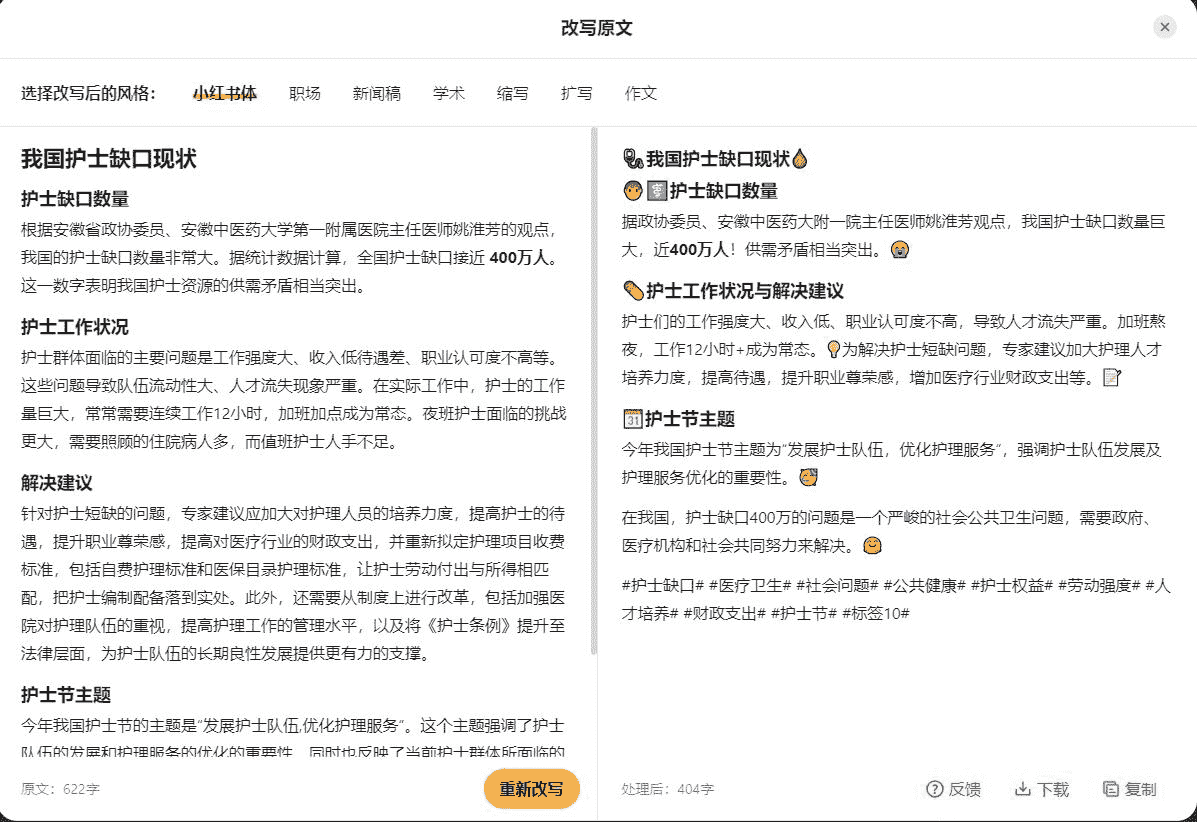 改写原文
选择改写后的风格：
小红书体 职场 新闻稿 学术 缩写 扩写 作文
我国护士缺口现状
护士缺口数量
根据安徽省政协委员、安徽中医药大学第一附属医院主任医师姚淮芳的观点，
我国的护士缺口数量非常大。据统计数据计算，全国护士缺口接近 400万人。
这一数字表明我国护士资源的供需矛盾相当突出。
护士工作状况
护士群体面临的主要问题是工作强度大、收入低待遇差、职业认可度不高等。
这些问题导致队伍流动性大、人才流失现象严重。在实际工作中，护士的工作
量巨大，常常需要连续工作12小时，加班加点成为常态。夜班护士面临的挑战
更大，需要照顾的住院病人多，而值班护士人手不足。
解决建议
针对护士短缺的问题，专家建议应加大对护理人员的培养力度，提高护士的待
遇，提升职业尊荣感，提高对医疗行业的财政支出，并重新拟定护理项目收费
标准，包括自费护理标准和医保目录护理标准，让护士劳动付出与所得相匹
配，把护士编制配备落到实处。此外，还需要从制度上进行改革，包括加强医
院对护理队伍的重视，提高护理工作的管理水平，以及将《护士条例》提升至
法律层面，为护士队伍的长期良性发展提供更有力的支撑。
护士节主题
今年我国护士节的主题是“发展护士队伍,优化护理服务”。这个主题强调了护士
队伍的发展和护理服务的优化的重要性，同时也反映了当前护士群体所面临的
原文：622字
重新改写
🩺我国护士缺口现状💧
护士缺口数量
据政协委员、安徽中医药大附一院主任医师姚淮芳观点，我国护士缺口数量巨
大，近400万人！供需矛盾相当突出。😭
护士工作状况与解决建议
护士们的工作强度大、收入低、职业认可度不高，导致人才流失严重。加班熬
夜，工作12小时+成为常态。💡为解决护士短缺问题，专家建议加大护理人才
培养力度，提高待遇，提升职业尊荣感，增加医疗行业财政支出等。📝
31
护士节主题
今年我国护士节主题为“发展护士队伍，优化护理服务”，强调护士队伍发展及
护理服务优化的重要性。
在我国，护士缺口400万的问题是一个严峻的社会公共卫生问题，需要政府、
医疗机构和社会共同努力来解决。
#护士缺口# #医疗卫生# #社会问题# #公共健康# #护士权益# #劳动强度# #人
才培养# #财政支出# #护士节# #标签10#
处理后：404字
反馈 下载 复制